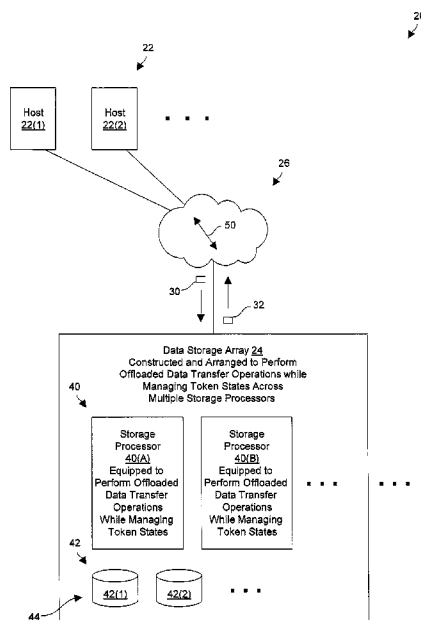 20
22
Host
22(1)
Host
22(2)
26
50
30
32
Data Storage Array 24
Constructed and Arranged to Perform
Offloaded Data Transfer Operations while
Managing Token States Across
Multiple Storage Processors
40
Storage
Processor
40(A)
Equipped to
Perform Offloaded
Data Transfer
Operations
While Managing
Token States
Storage
Processor
40(B)
Equipped to
Perform Offloaded
Data Transfer
Operations
While Managing
Token States
42
42(1)
42(2)
44